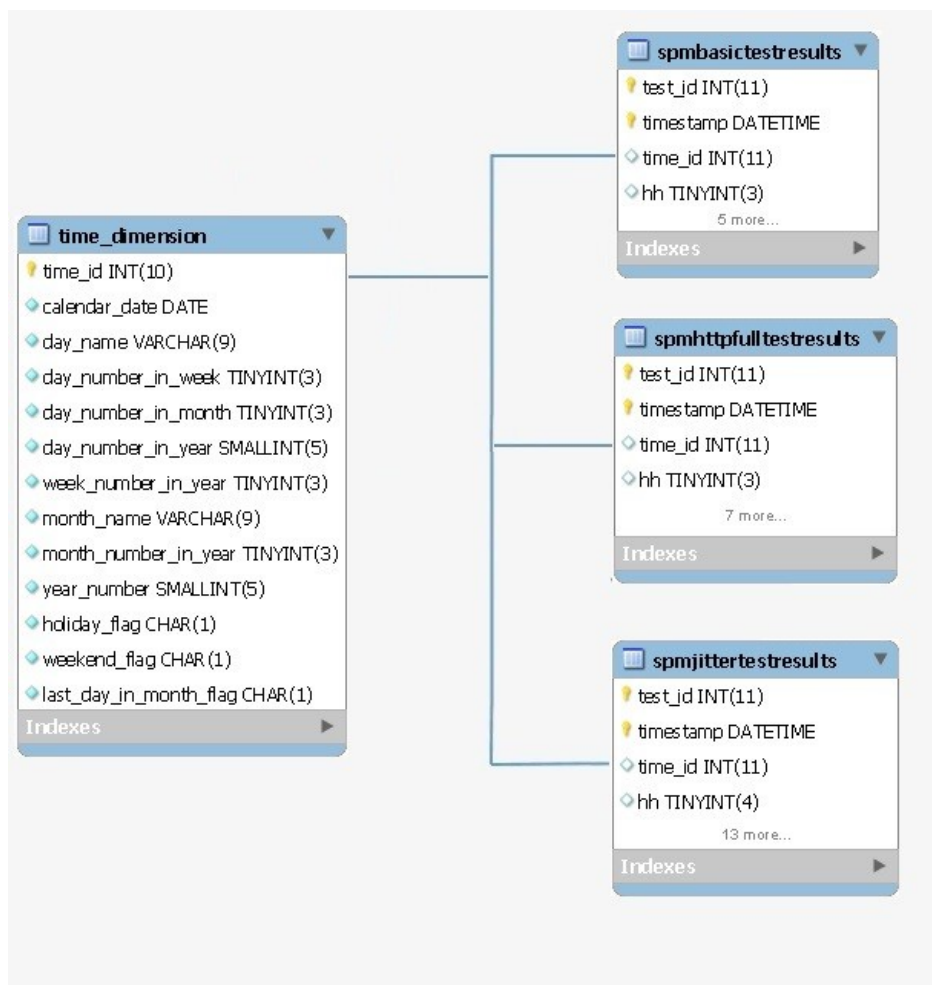 time_dimension
time_id INT(10)
calendar_date DATE
day_name VARCHAR(9)
day_number_in_week TINYINT(3)
day_number_in_month TINYINT(3)
day_number_in_year SMALLINT(5)
week_number_in_year TINYINT(3)
month_name VARCHAR(9)
month_number_in_year TINYINT(3)
year_number SMALLINT(5)
holiday_flag CHAR(1)
weekend_flag CHAR(1)
last_day_in_month_flag CHAR(1)
Indexes
spmbasictestresults
test_id INT(11)
timestamp DATETIME
time_id INT(11)
hh TINYINT(3)
5 more...
Indexes
spmhttpfulltestresults
test_id INT(11)
timestamp DATETIME
time_id INT(11)
hh TINYINT(3)
7 more...
Indexes
spmjittertestresults
test_id INT(11)
timestamp DATETIME
time_id INT(11)
hh TINYINT(4)
13 more...
Indexes